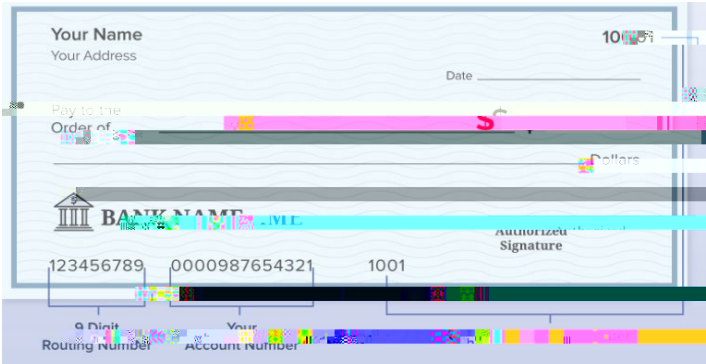 Your Name
Your Address
Date
Pay to the
Order of
$
Dollars
BANK NAME
Authorized
Signature
123456789 0000987654321 1001
9 Digit Your
Routing Number Account Number